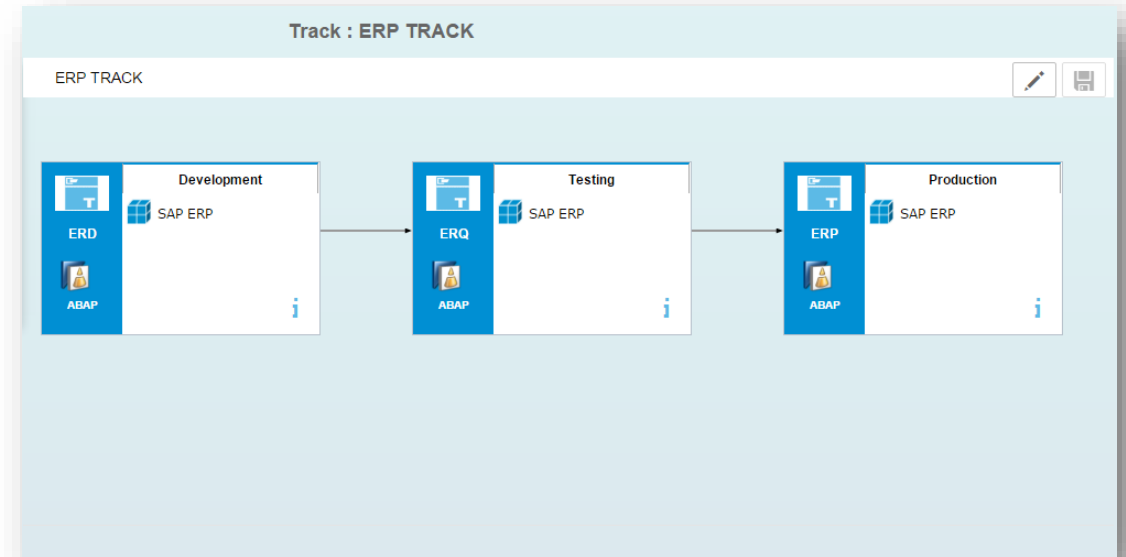 Track : ERP TRACK
ERP TRACK
Development
SAP ERP
ERD
ABAP
i
Testing
SAP ERP
ERQ
ABAP
i
Production
SAP ERP
ERP
ABAP
i